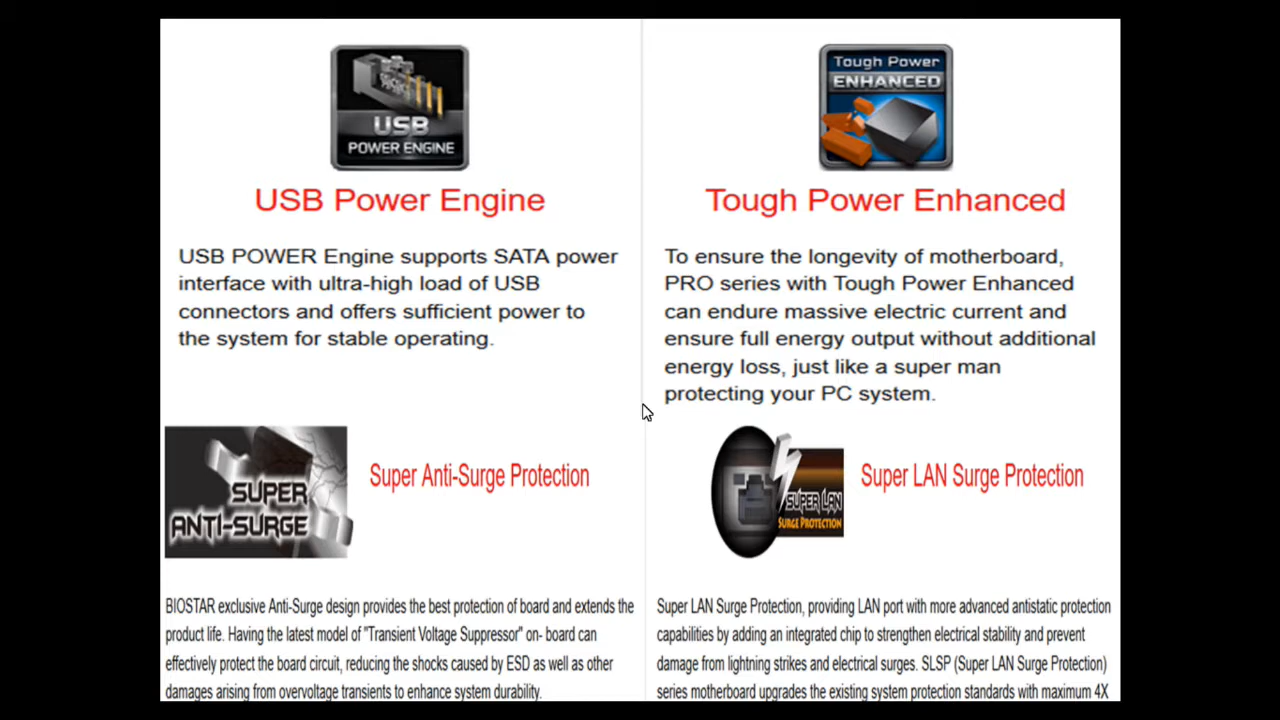 USB
POWER ENGINE
USB Power Engine
USB POWER Engine supports SATA power
interface with ultra-high load of USB
connectors and offers sufficient power to
the system for stable operating.
Tough Power
ENHANCED
Tough Power Enhanced
To ensure the longevity of motherboard,
PRO series with Tough Power Enhanced
can endure massive electric current and
ensure full energy output without additional
energy loss, just like a super man
protecting your PC system.
SUPER
ANTI-SURGE
Super Anti-Surge Protection
BIOSTAR exclusive Anti-Surge design provides the best protection of board and extends the
product life. Having the latest model of "Transient Voltage Suppressor" on- board can
effectively protect the board circuit, reducing the shocks caused by ESD as well as other
damages arising from overvoltage transients to enhance system durability.
SUPER LAN
SURGE PROTECTION
Super LAN Surge Protection
Super LAN Surge Protection, providing LAN port with more advanced antistatic protection
capabilities by adding an integrated chip to strengthen electrical stability and prevent
damage from lightning strikes and electrical surges. SLSP (Super LAN Surge Protection)
series motherboard upgrades the existing system protection standards with maximum 4X